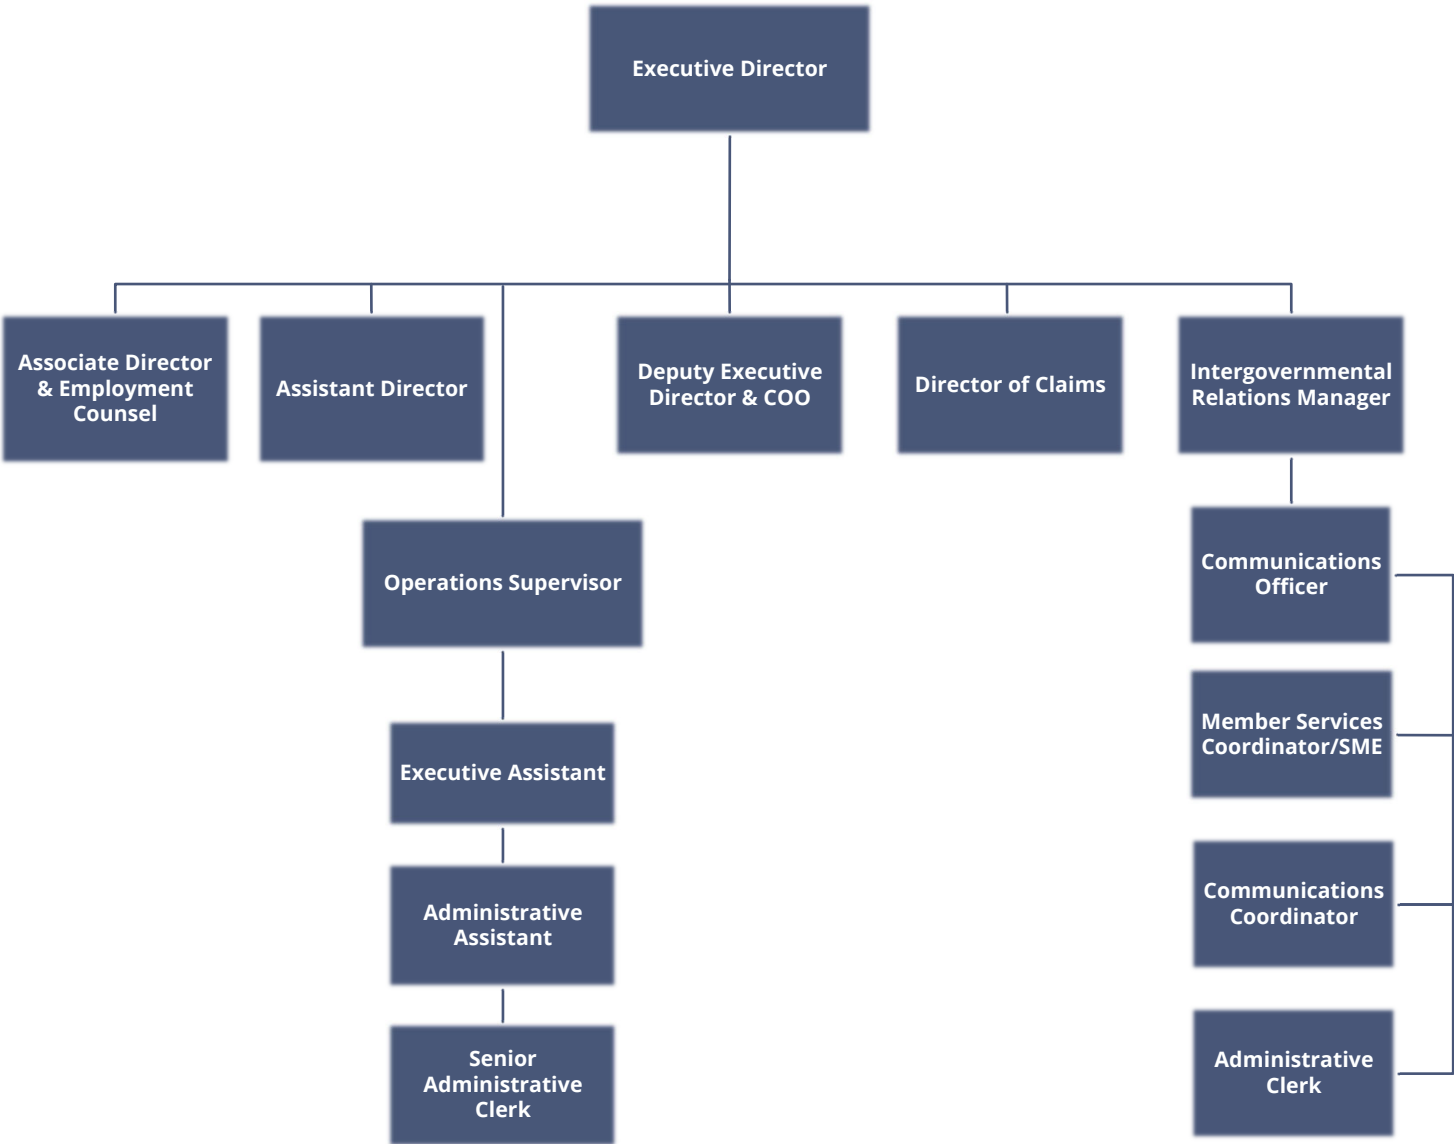 Executive Director
Associate Director
& Employment
Counsel
Assistant Director
Deputy Executive
Director & COO
Director of Claims
Intergovernmental
Relations Manager
Operations Supervisor
Executive Assistant
Administrative
Assistant
Senior
Administrative
Clerk
Communications
Officer
Member Services
Coordinator/SME
Communications
Coordinator
Administrative
Clerk